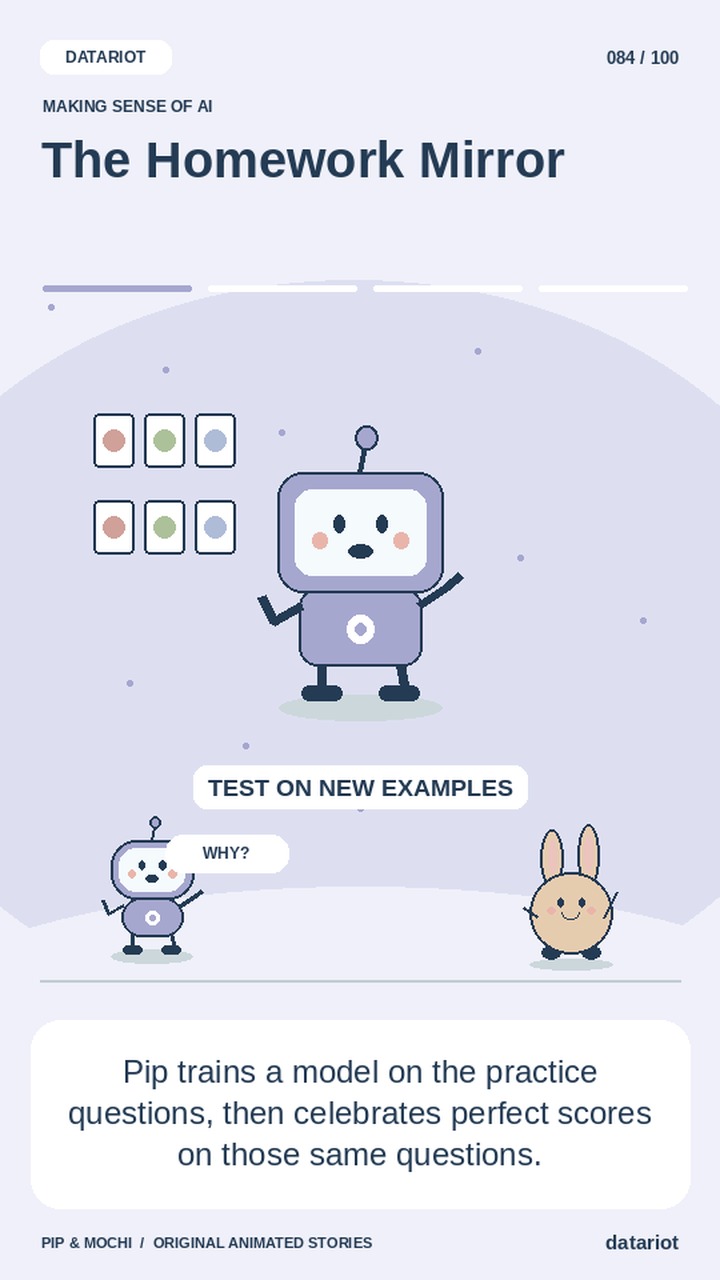 DATARIOT
084 / 100
MAKING SENSE OF AI
The Homework Mirror
TEST ON NEW EXAMPLES
WHY?
Pip trains a model on the practice
questions, then celebrates perfect scores
on those same questions.
PIP & MOCHI / ORIGINAL ANIMATED STORIES
datariot